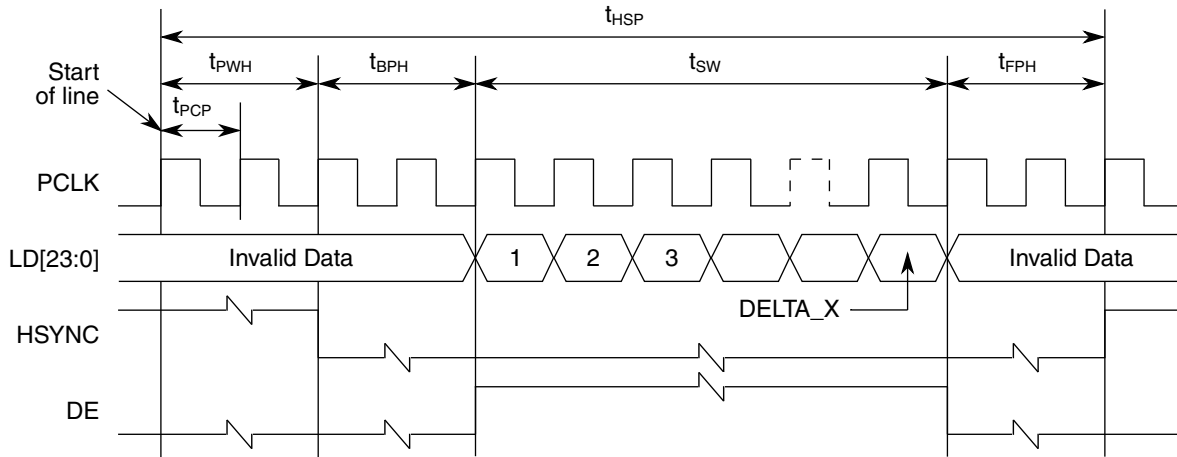 tHSP
tPWH tBPH tSW tFPH
Start
of line
tPCP
PCLK
LD[23:0] Invalid Data 1 2 3 Invalid Data
DELTA_X
HSYNC
DE